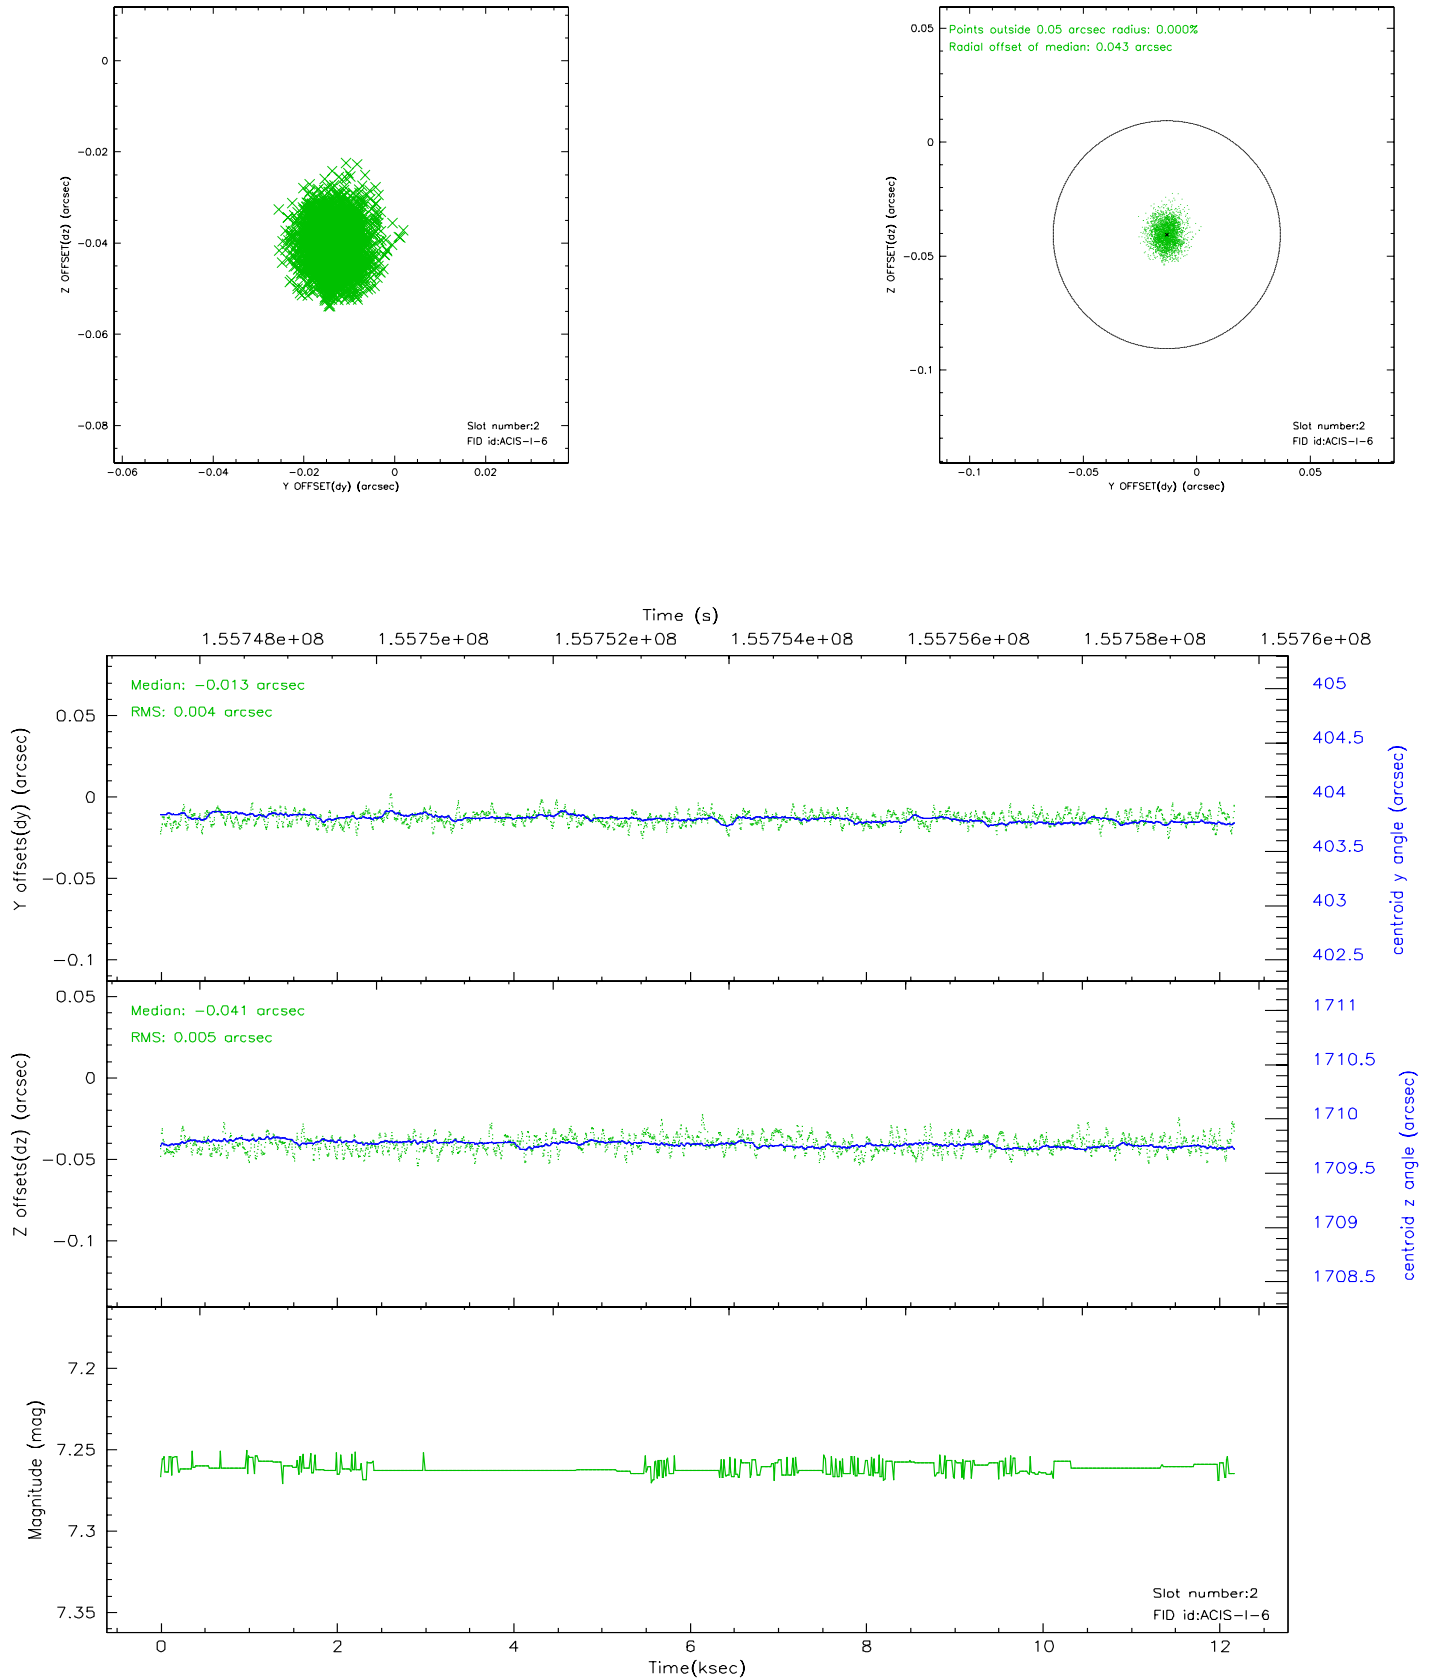 0
-0.02
-0.04
-0.06
-0.08
Z OFFSET(dz) (arcsec)
Slot number:2
FID id:ACIS-I-6
-0.06
-0.04
-0.02
0
0.02
Y OFFSET(dy) (arcsec)
Points outside 0.05 arcsec radius: 0.000%
Radial offset of median: 0.043 arcsec
0.05
0
-0.05
-0.1
Z OFFSET(dz) (arcsec)
Slot number:2
FID id:ACIS-I-6
-0.1
-0.05
0
0.05
Y OFFSET(dy) (arcsec)
Time (s)
1.55748e+08
1.5575e+08
1.55752e+08
1.55754e+08
1.55756e+08
1.55758e+08
1.5576e+08
Median: -0.013 arcsec
RMS: 0.004 arcsec
0.05
0
-0.05
-0.1
Y offsets(dy) (arcsec)
405
404.5
404
403.5
403
402.5
centroid y angle (arcsec)
Median: -0.041 arcsec
RMS: 0.005 arcsec
0.05
0
-0.05
-0.1
Z offsets(dz) (arcsec)
1711
1710.5
1710
1709.5
1709
1708.5
centroid z angle (arcsec)
7.2
7.25
7.3
7.35
Magnitude (mag)
Slot number:2
FID id:ACIS-I-6
0
2
4
6
8
10
12
Time(ksec)